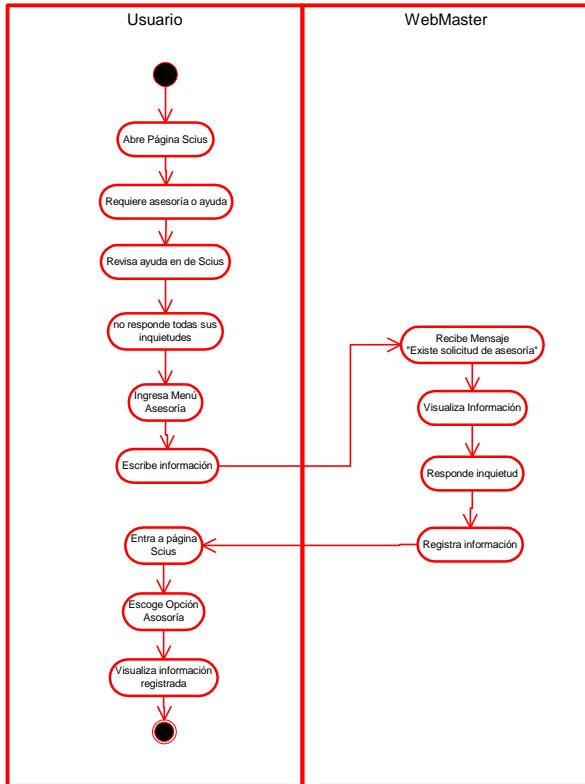 Usuario
WebMaster
Abre Página Scius
Requiere asesoría o ayuda
Revisa ayuda en de Scius
no responde todas sus
inquietudes
Ingresa Menú
Asesoría
Escribe información
Recibe Mensaje
"Existe solicitud de asesoría"
Visualiza Información
Responde inquietud
Registra información
Entra a página
Scius
Escoge Opción
Asosoría
Visualiza información
registrada